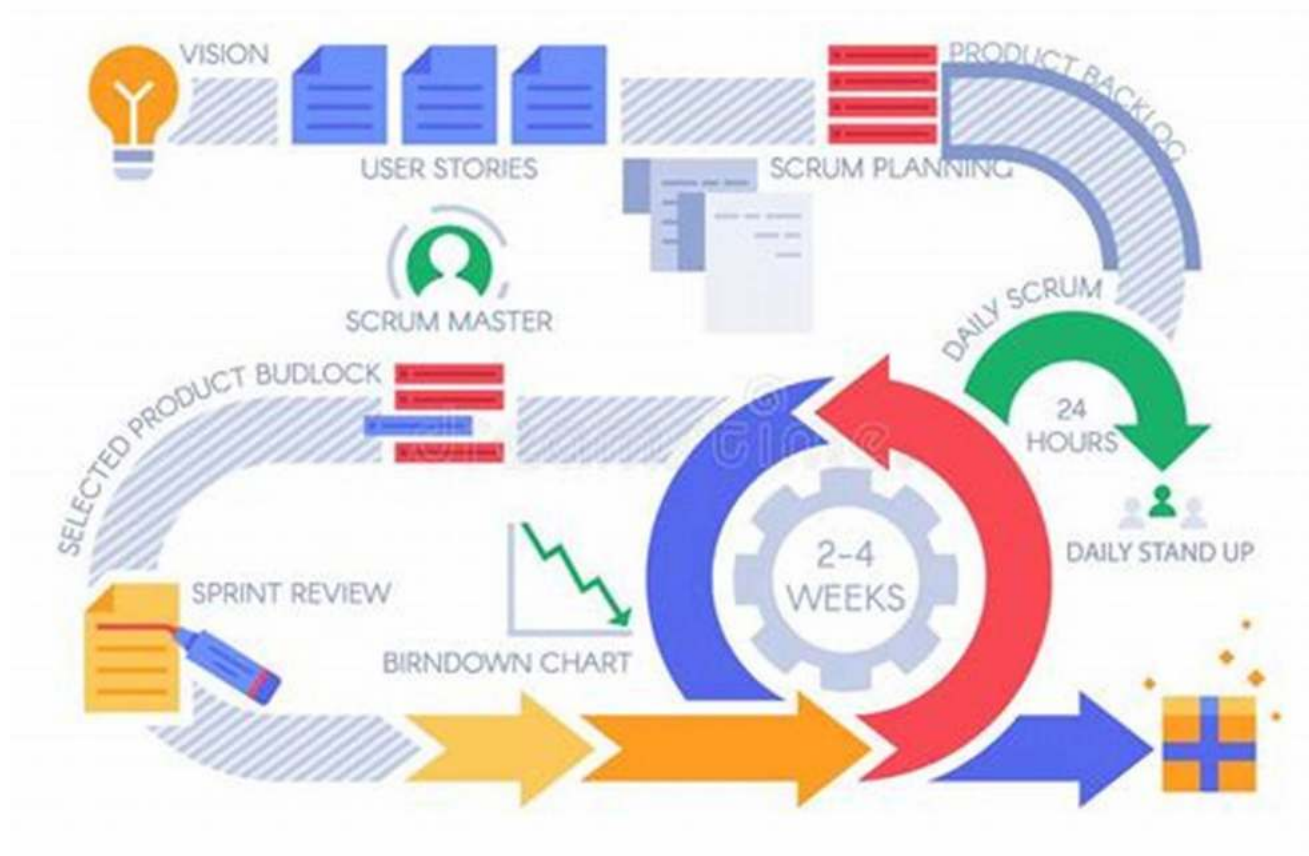 VISION
PRODUCT BACKLOG
USER STORIES
SCRUM PLANNING
SCRUM MASTER
DAILY SCRUM
SELECTED PRODUCT BUDLOCK
24
HOURS
2-4
WEEKS
DAILY STAND UP
SPRINT REVIEW
BIRNDOWN CHART